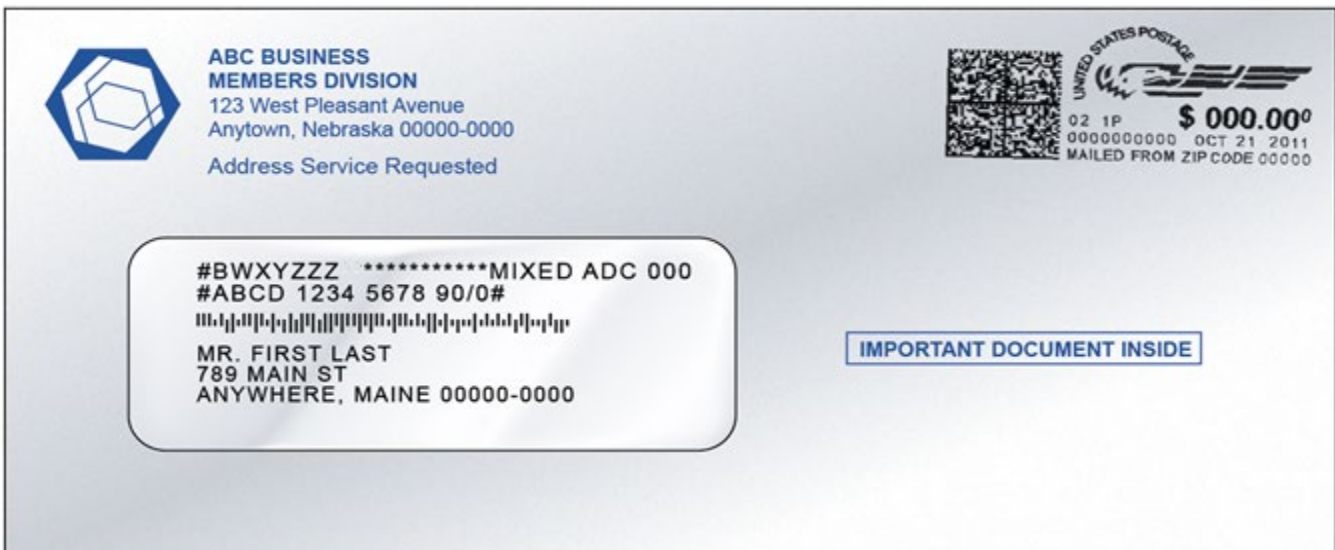 ABC BUSINESS
MEMBERS DIVISION
123 West Pleasant Avenue
Anytown, Nebraska 00000-0000
Address Service Requested
UNITED STATES POSTAGE
02 1P
$ 000.00⁰
0000000000 OCT 21 2011
MAILED FROM ZIP CODE 00000
#BWXYZZZ ***********MIXED ADC 000
#ABCD 1234 5678 90/0#
MR. FIRST LAST
789 MAIN ST
ANYWHERE, MAINE 00000-0000
IMPORTANT DOCUMENT INSIDE